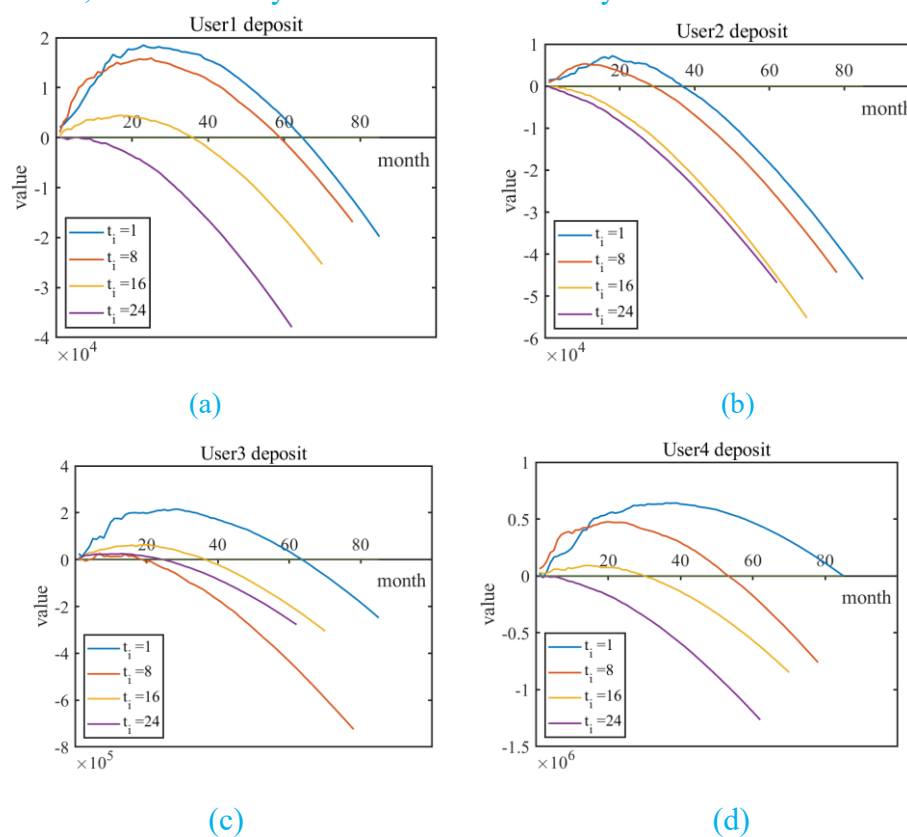 User1 deposit
2
1
0
-1
-2
-3
-4
20
40
60
80
month
value
t_i =1
t_i =8
t_i =16
t_i =24
×10^4
(a)
User2 deposit
1
0
-1
-2
-3
-4
-5
-6
20
40
60
80
value
t_i =1
t_i =8
t_i =16
t_i =24
×10^4
(b)
User3 deposit
4
2
0
-2
-4
-6
-8
20
40
60
80
month
value
t_i =1
t_i =8
t_i =16
t_i =24
×10^5
(c)
User4 deposit
1
0.5
0
-0.5
-1
-1.5
20
40
60
80
month
value
t_i =1
t_i =8
t_i =16
t_i =24
×10^6
(d)